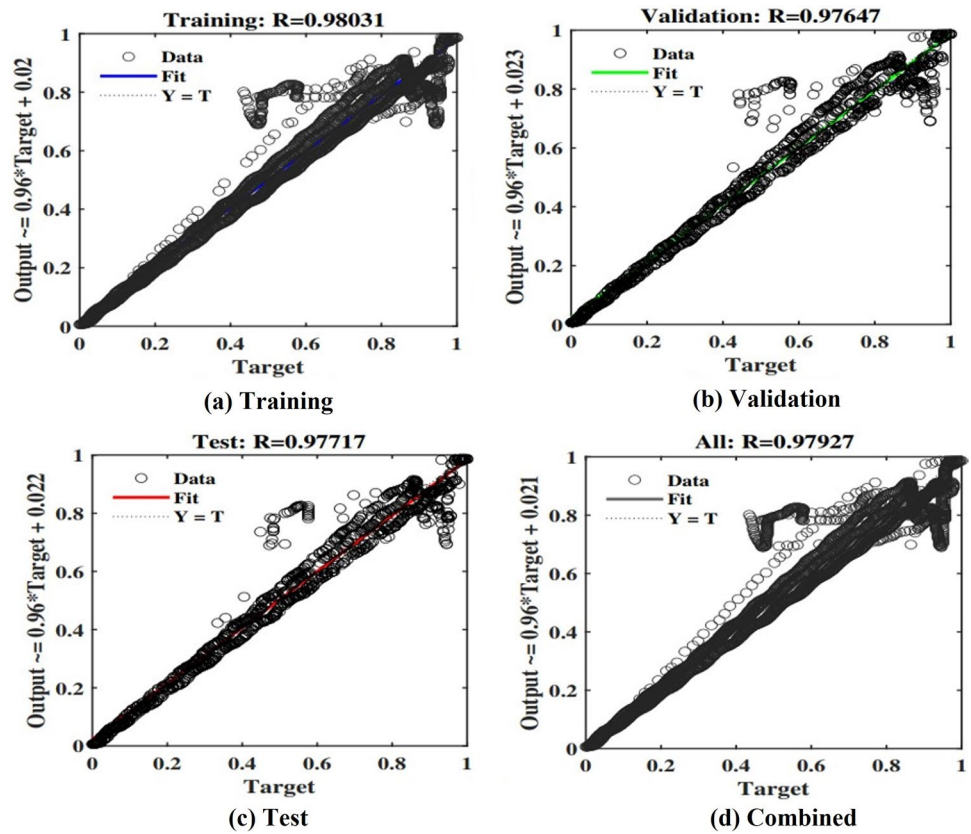 Training: R=0.98031
Output ~= 0.96*Target + 0.02
1
0.8
0.6
0.4
0.2
0
Data
Fit
Y = T
0 0.2 0.4 0.6 0.8 1
Target
(a) Training
Validation: R=0.97647
Output ~= 0.96*Target + 0.023
1
0.8
0.6
0.4
0.2
0
Data
Fit
Y = T
0 0.2 0.4 0.6 0.8 1
Target
(b) Validation
Test: R=0.97717
Output ~= 0.96*Target + 0.022
1
0.8
0.6
0.4
0.2
0
Data
Fit
Y = T
0 0.2 0.4 0.6 0.8 1
Target
(c) Test
All: R=0.97927
Output ~= 0.96*Target + 0.021
1
0.8
0.6
0.4
0.2
0
Data
Fit
Y = T
0 0.2 0.4 0.6 0.8 1
Target
(d) Combined